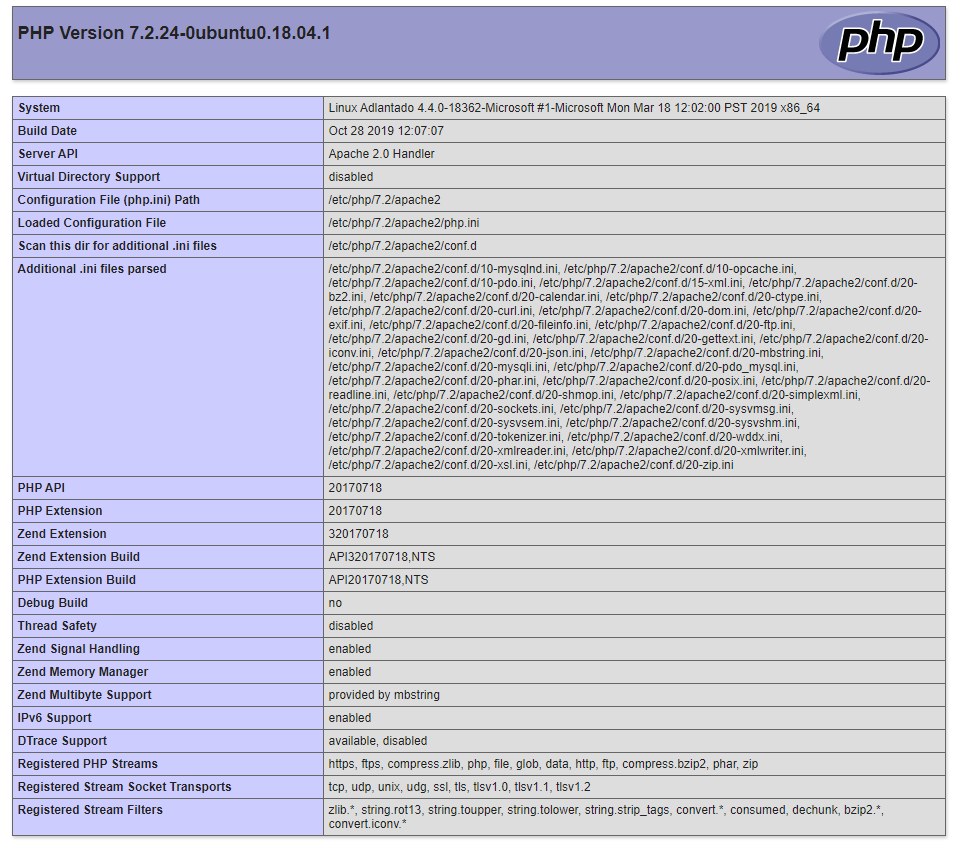 PHP Version 7.2.24-0ubuntu0.18.04.1
php
System Linux Adlantado 4.4.0-18362-Microsoft #1-Microsoft Mon Mar 18 12:02:00 PST 2019 x86_64
Build Date Oct 28 2019 12:07:07
Server API Apache 2.0 Handler
Virtual Directory Support disabled
Configuration File (php.ini) Path /etc/php/7.2/apache2
Loaded Configuration File /etc/php/7.2/apache2/php.ini
Scan this dir for additional .ini files /etc/php/7.2/apache2/conf.d
Additional .ini files parsed /etc/php/7.2/apache2/conf.d/10-mysqlnd.ini, /etc/php/7.2/apache2/conf.d/10-opcache.ini,
/etc/php/7.2/apache2/conf.d/10-pdo.ini, /etc/php/7.2/apache2/conf.d/15-xml.ini, /etc/php/7.2/apache2/conf.d/20-
bz2.ini, /etc/php/7.2/apache2/conf.d/20-calendar.ini, /etc/php/7.2/apache2/conf.d/20-ctype.ini,
/etc/php/7.2/apache2/conf.d/20-curl.ini, /etc/php/7.2/apache2/conf.d/20-dom.ini, /etc/php/7.2/apache2/conf.d/20-
exif.ini, /etc/php/7.2/apache2/conf.d/20-fileinfo.ini, /etc/php/7.2/apache2/conf.d/20-ftp.ini,
/etc/php/7.2/apache2/conf.d/20-gd.ini, /etc/php/7.2/apache2/conf.d/20-gettext.ini, /etc/php/7.2/apache2/conf.d/20-
iconv.ini, /etc/php/7.2/apache2/conf.d/20-json.ini, /etc/php/7.2/apache2/conf.d/20-mbstring.ini,
/etc/php/7.2/apache2/conf.d/20-mysqli.ini, /etc/php/7.2/apache2/conf.d/20-pdo_mysql.ini,
/etc/php/7.2/apache2/conf.d/20-phar.ini, /etc/php/7.2/apache2/conf.d/20-posix.ini, /etc/php/7.2/apache2/conf.d/20-
readline.ini, /etc/php/7.2/apache2/conf.d/20-shmop.ini, /etc/php/7.2/apache2/conf.d/20-simplexml.ini,
/etc/php/7.2/apache2/conf.d/20-sockets.ini, /etc/php/7.2/apache2/conf.d/20-sysvmsg.ini,
/etc/php/7.2/apache2/conf.d/20-sysvsem.ini, /etc/php/7.2/apache2/conf.d/20-sysvshm.ini,
/etc/php/7.2/apache2/conf.d/20-tokenizer.ini, /etc/php/7.2/apache2/conf.d/20-wddx.ini,
/etc/php/7.2/apache2/conf.d/20-xmlreader.ini, /etc/php/7.2/apache2/conf.d/20-xmlwriter.ini,
/etc/php/7.2/apache2/conf.d/20-xsl.ini, /etc/php/7.2/apache2/conf.d/20-zip.ini
PHP API 20170718
PHP Extension 20170718
Zend Extension 320170718
Zend Extension Build API320170718,NTS
PHP Extension Build API20170718,NTS
Debug Build no
Thread Safety disabled
Zend Signal Handling enabled
Zend Memory Manager enabled
Zend Multibyte Support provided by mbstring
IPv6 Support enabled
DTrace Support available, disabled
Registered PHP Streams https, ftps, compress.zlib, php, file, glob, data, http, ftp, compress.bzip2, phar, zip
Registered Stream Socket Transports tcp, udp, unix, udg, ssl, tls, tlsv1.0, tlsv1.1, tlsv1.2
Registered Stream Filters zlib.*, string.rot13, string.toupper, string.tolower, string.strip_tags, convert.*, consumed, dechunk, bzip2.*,
convert.iconv.*